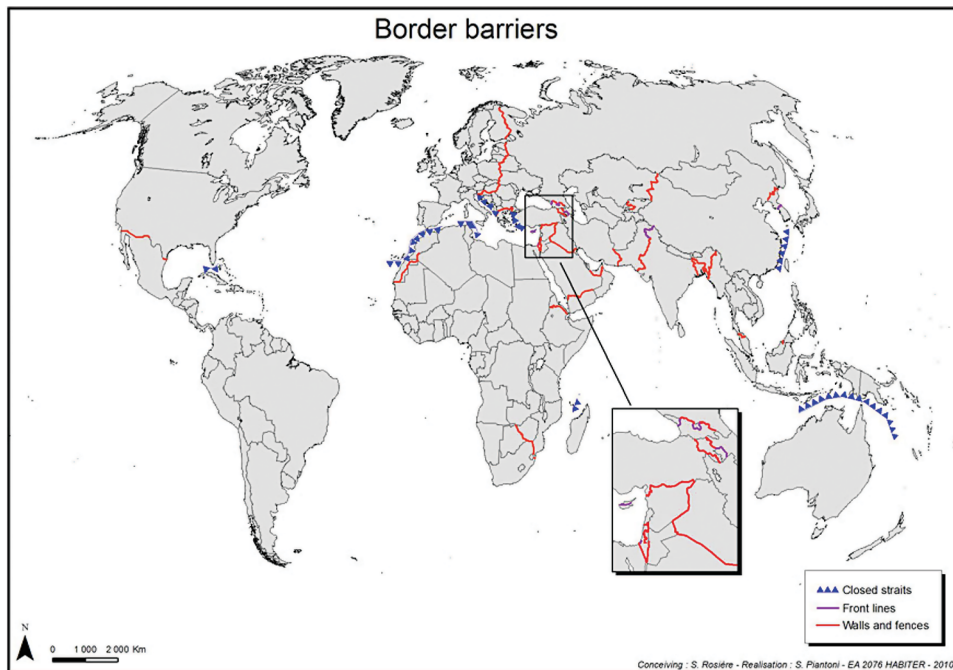 Border barriers
Closed straits
Front lines
Walls and fences
N
0 1 000 2 000 Km
Conceiving : S. Rosière - Realisation : S. Piantoni - EA 2076 HABITER - 2010